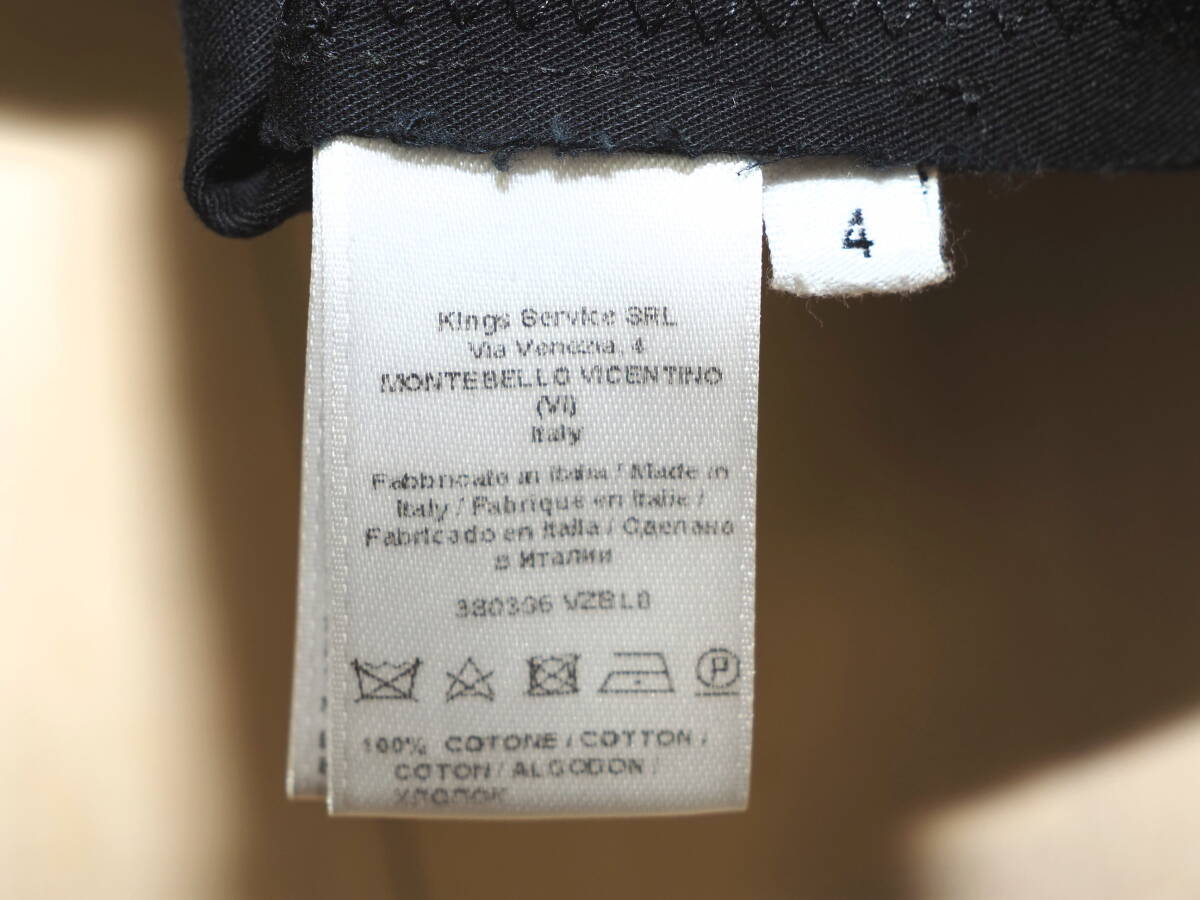 4
Kings Service SRL
Via Venezia, 4
MONTEBELLO VICENTINO
(VI)
Italy
Fabbricato in Italia / Made in
Italy / Fabrique en Italie /
Fabricado en Italia / Сделано
в Италии
380306 VZBL8
P
100% COTONE / COTTON /
COTON / ALGODON /
ХЛОПОК